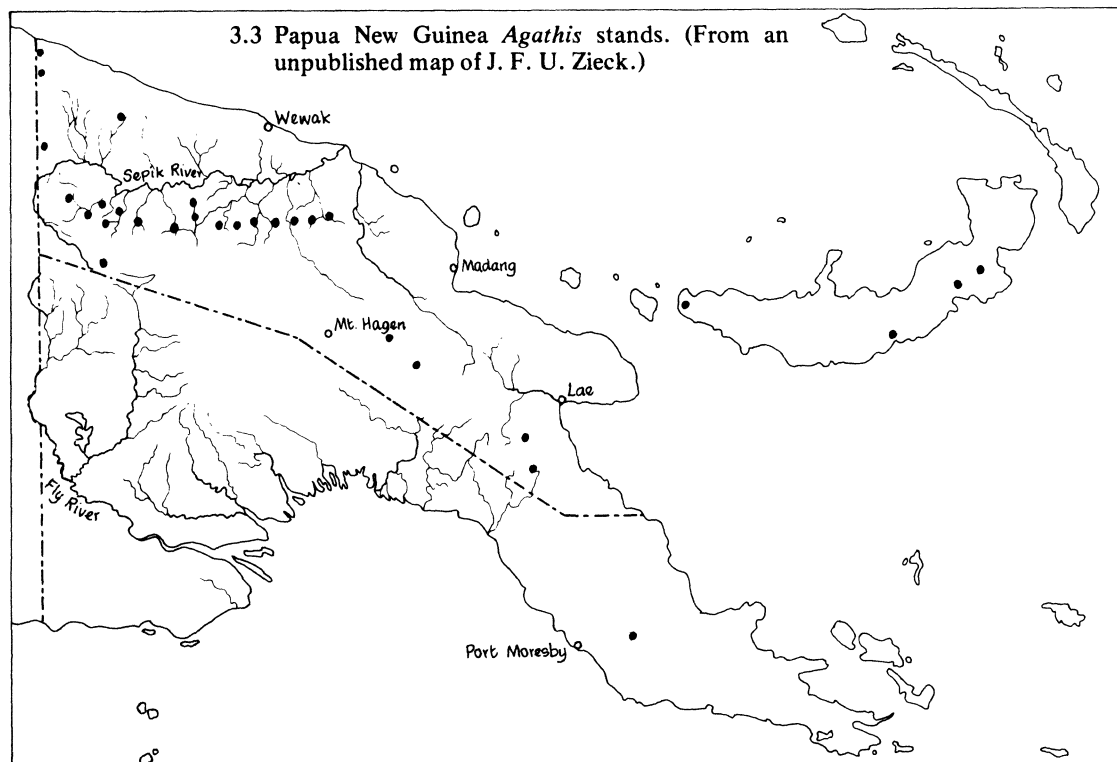 3.3 Papua New Guinea Agathis stands. (From an
unpublished map of J. F. U. Zieck.)
Wewak
Sepik River
Madang
Mt. Hagen
Lae
Fly River
Port Moresby